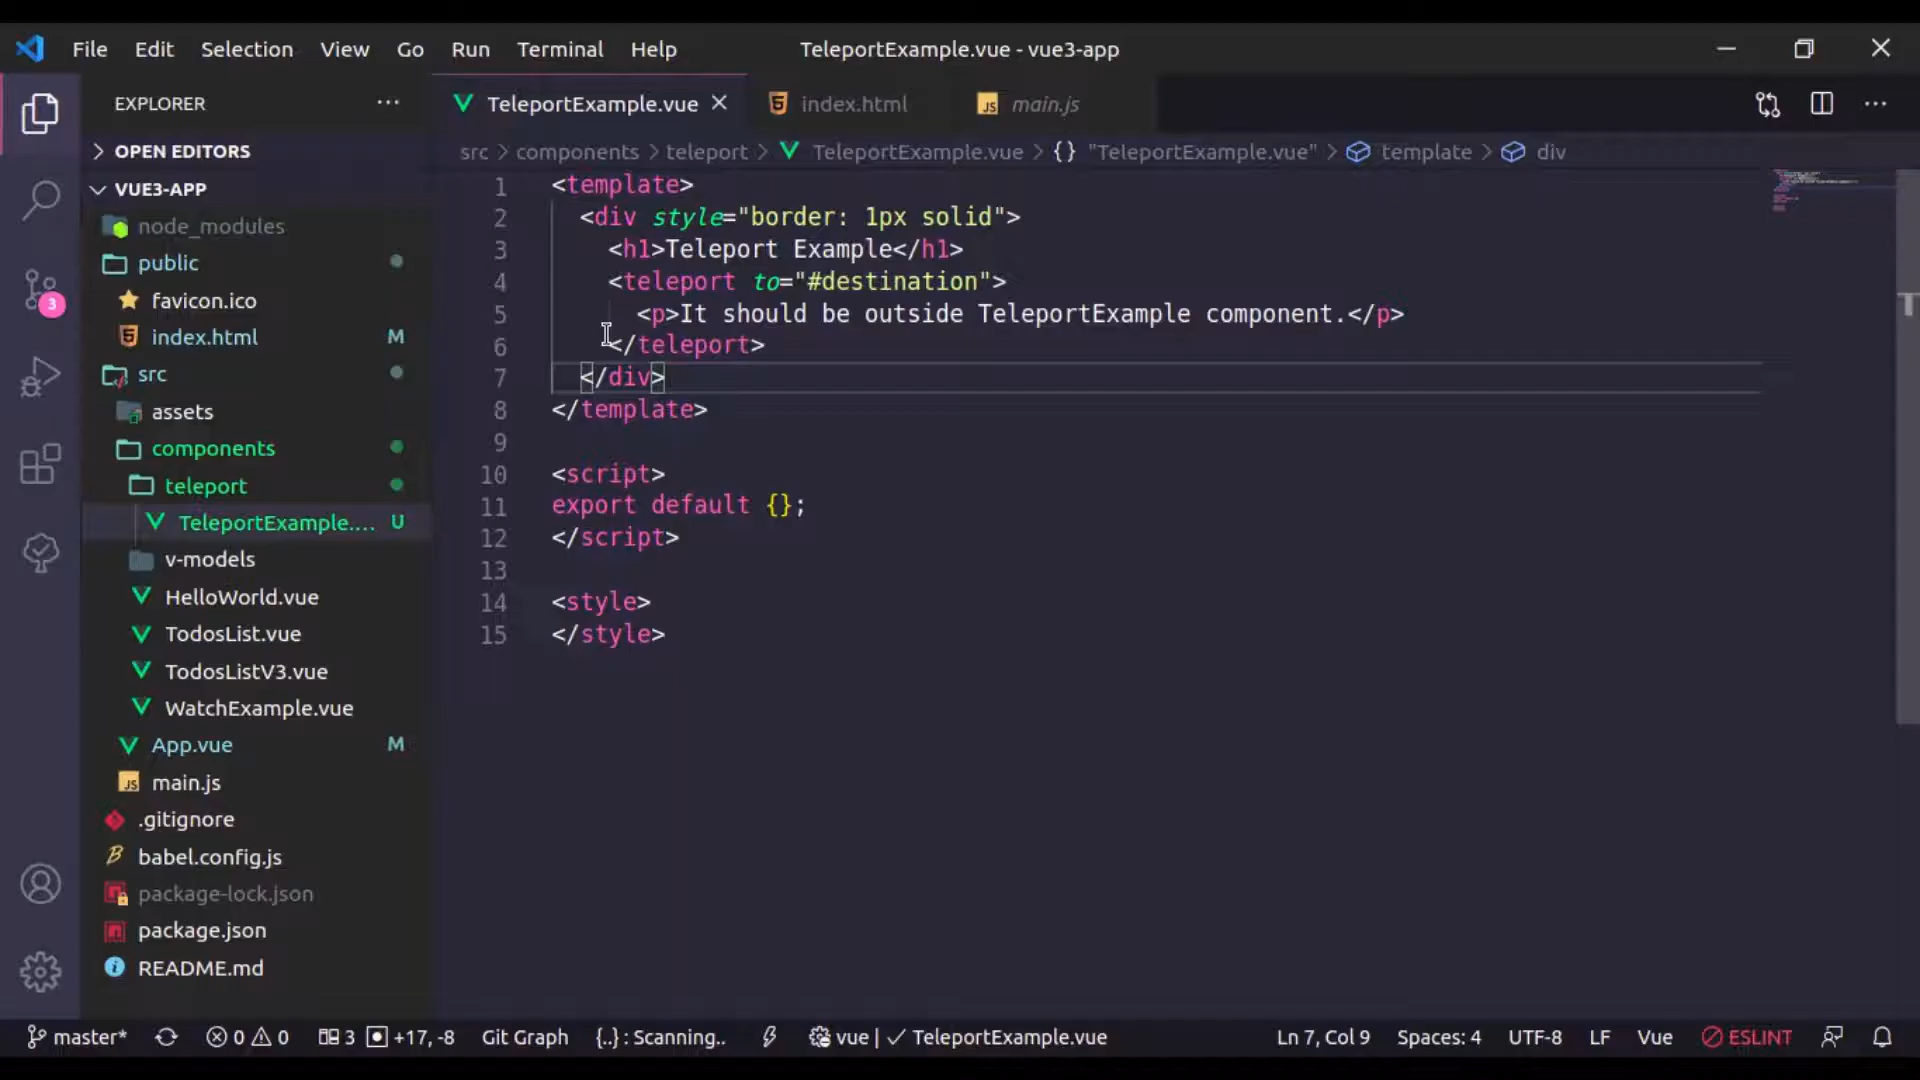 File Edit Selection View Go Run Terminal Help
TeleportExample.vue - vue3-app
EXPLORER
OPEN EDITORS
VUE3-APP
node_modules
public
favicon.ico
index.html M
src
assets
components
teleport
TeleportExample.... U
v-models
HelloWorld.vue
TodosList.vue
TodosListV3.vue
WatchExample.vue
App.vue M
JS main.js
.gitignore
babel.config.js
package-lock.json
package.json
README.md
3
TeleportExample.vue
index.html
JS main.js
src > components > teleport > TeleportExample.vue > {} "TeleportExample.vue" > template > div
1 <template>
2 <div style="border: 1px solid">
3 <h1>Teleport Example</h1>
4 <teleport to="#destination">
5 <p>It should be outside TeleportExample component.</p>
6 </teleport>
7 </div>
8 </template>
9
10 <script>
11 export default {};
12 </script>
13
14 <style>
15 </style>
master* 0 0 3 +17, -8 Git Graph {..} : Scanning.. vue | ✓ TeleportExample.vue
Ln 7, Col 9 Spaces: 4 UTF-8 LF Vue ESLINT